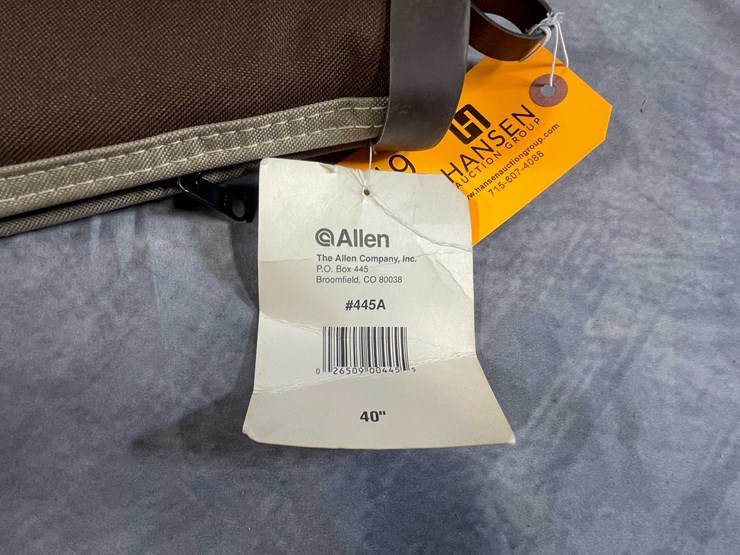 Allen
The Allen Company, Inc.
P.O. Box 445
Broomfield, CO 80038
#445A
0 26509 00445 5
40"
HANSEN
AUCTION GROUP
w.hansenauctiongroup.com
715-607-4088
9